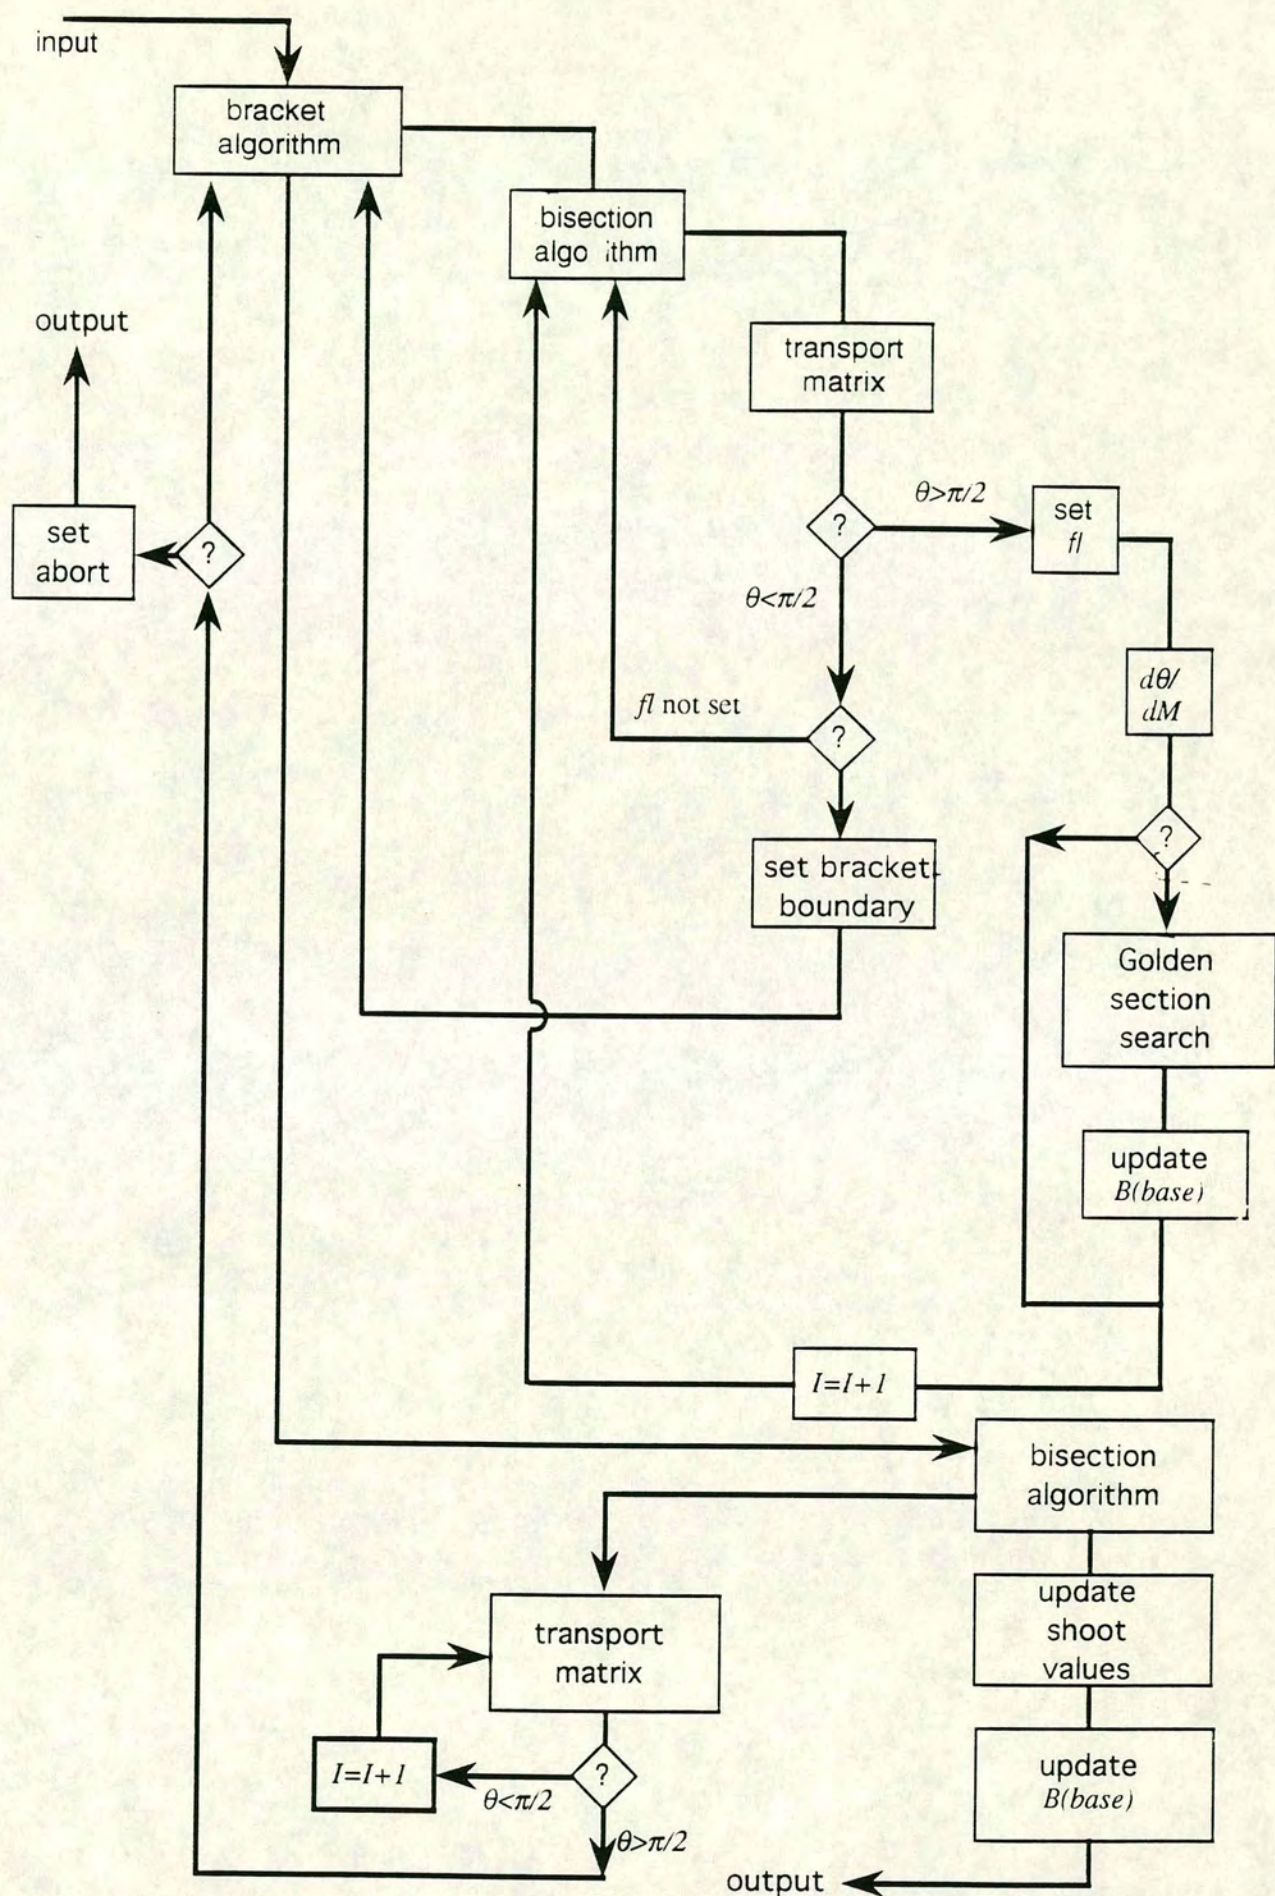 input
bracket
algorithm
bisection
algo ithm
output
transport
matrix
θ>π/2
set
fl
set
abort
?
?
θ<π/2
dθ/
dM
fl not set
?
?
set bracket
boundary
Golden
section
search
update
B(base)
I=I+1
bisection
algorithm
transport
matrix
update
shoot
values
I=I+1
?
θ<π/2
update
B(base)
θ>π/2
output